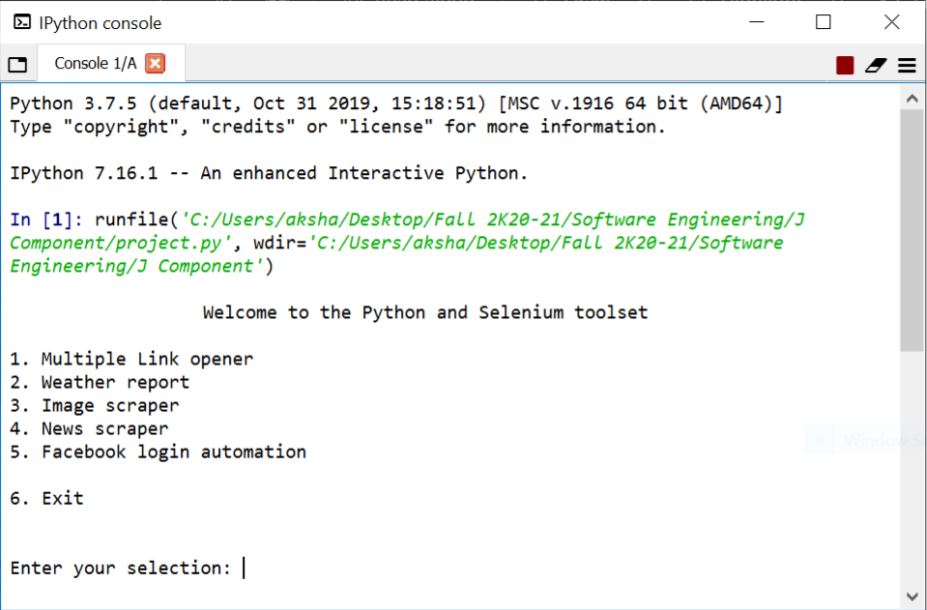 IPython console
Console 1/A
Python 3.7.5 (default, Oct 31 2019, 15:18:51) [MSC v.1916 64 bit (AMD64)]
Type "copyright", "credits" or "license" for more information.
IPython 7.16.1 -- An enhanced Interactive Python.
In [1]: runfile('C:/Users/aksha/Desktop/Fall 2K20-21/Software Engineering/J
Component/project.py', wdir='C:/Users/aksha/Desktop/Fall 2K20-21/Software
Engineering/J Component')
Welcome to the Python and Selenium toolset
1. Multiple Link opener
2. Weather report
3. Image scraper
4. News scraper
5. Facebook login automation
Window S
6. Exit
Enter your selection: